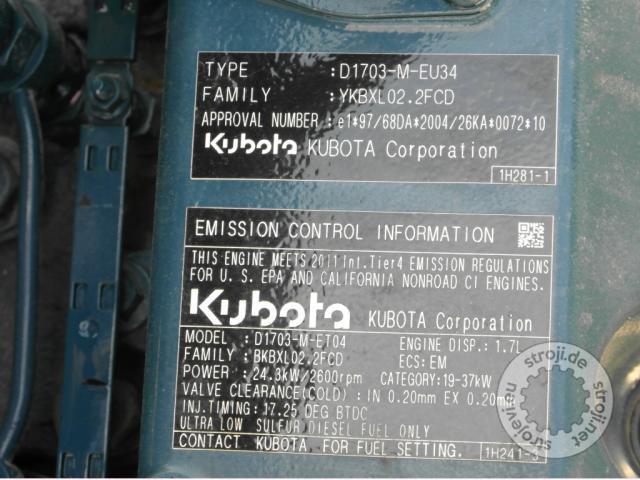 TYPE : D1703-M-EU34
FAMILY : YKBXL02.2FCD
APPROVAL NUMBER : e1*97/68DA*2004/26KA*0072*10
Kubota KUBOTA Corporation
1H281-1
EMISSION CONTROL INFORMATION
THIS ENGINE MEETS 2011 Int.Tier4 EMISSION REGULATIONS
FOR U. S. EPA AND CALIFORNIA NONROAD CI ENGINES.
Kubota KUBOTA Corporation
MODEL : D1703-M-ET04 ENGINE DISP.: 1.7L
FAMILY : BKBXL02.2FCD ECS: EM
POWER : 24.3kW/2600rpm CATEGORY: 19-37kW
VALVE CLEARANCE(COLD) : IN 0.20mm EX 0.20mm
INJ.TIMING: 17.25 DEG BTDC
ULTRA LOW SULFUR DIESEL FUEL ONLY
CONTACT KUBOTA, FOR FUEL SETTING. 1H241-3
stroji.de
strojelev.eu
stroji.net